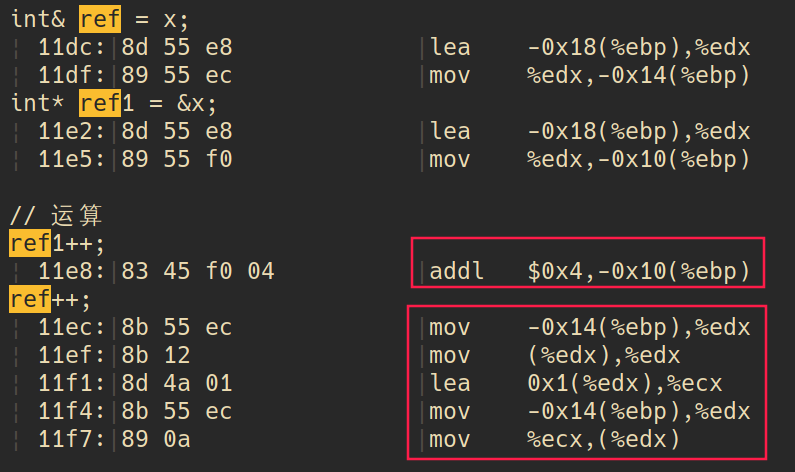 int& ref = x;
¦ 11dc:|8d 55 e8 |lea -0x18(%ebp),%edx
¦ 11df:|89 55 ec |mov %edx,-0x14(%ebp)
int* ref1 = &x;
¦ 11e2:|8d 55 e8 |lea -0x18(%ebp),%edx
¦ 11e5:|89 55 f0 |mov %edx,-0x10(%ebp)
// 运算
ref1++;
¦ 11e8:|83 45 f0 04 |addl $0x4,-0x10(%ebp)
ref++;
¦ 11ec:|8b 55 ec |mov -0x14(%ebp),%edx
¦ 11ef:|8b 12 |mov (%edx),%edx
¦ 11f1:|8d 4a 01 |lea 0x1(%edx),%ecx
¦ 11f4:|8b 55 ec |mov -0x14(%ebp),%edx
¦ 11f7:|89 0a |mov %ecx,(%edx)